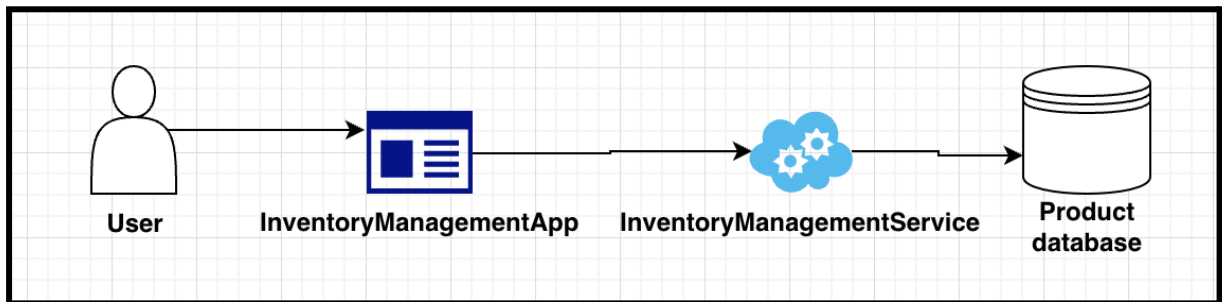 User
InventoryManagementApp
InventoryManagementService
Product
database